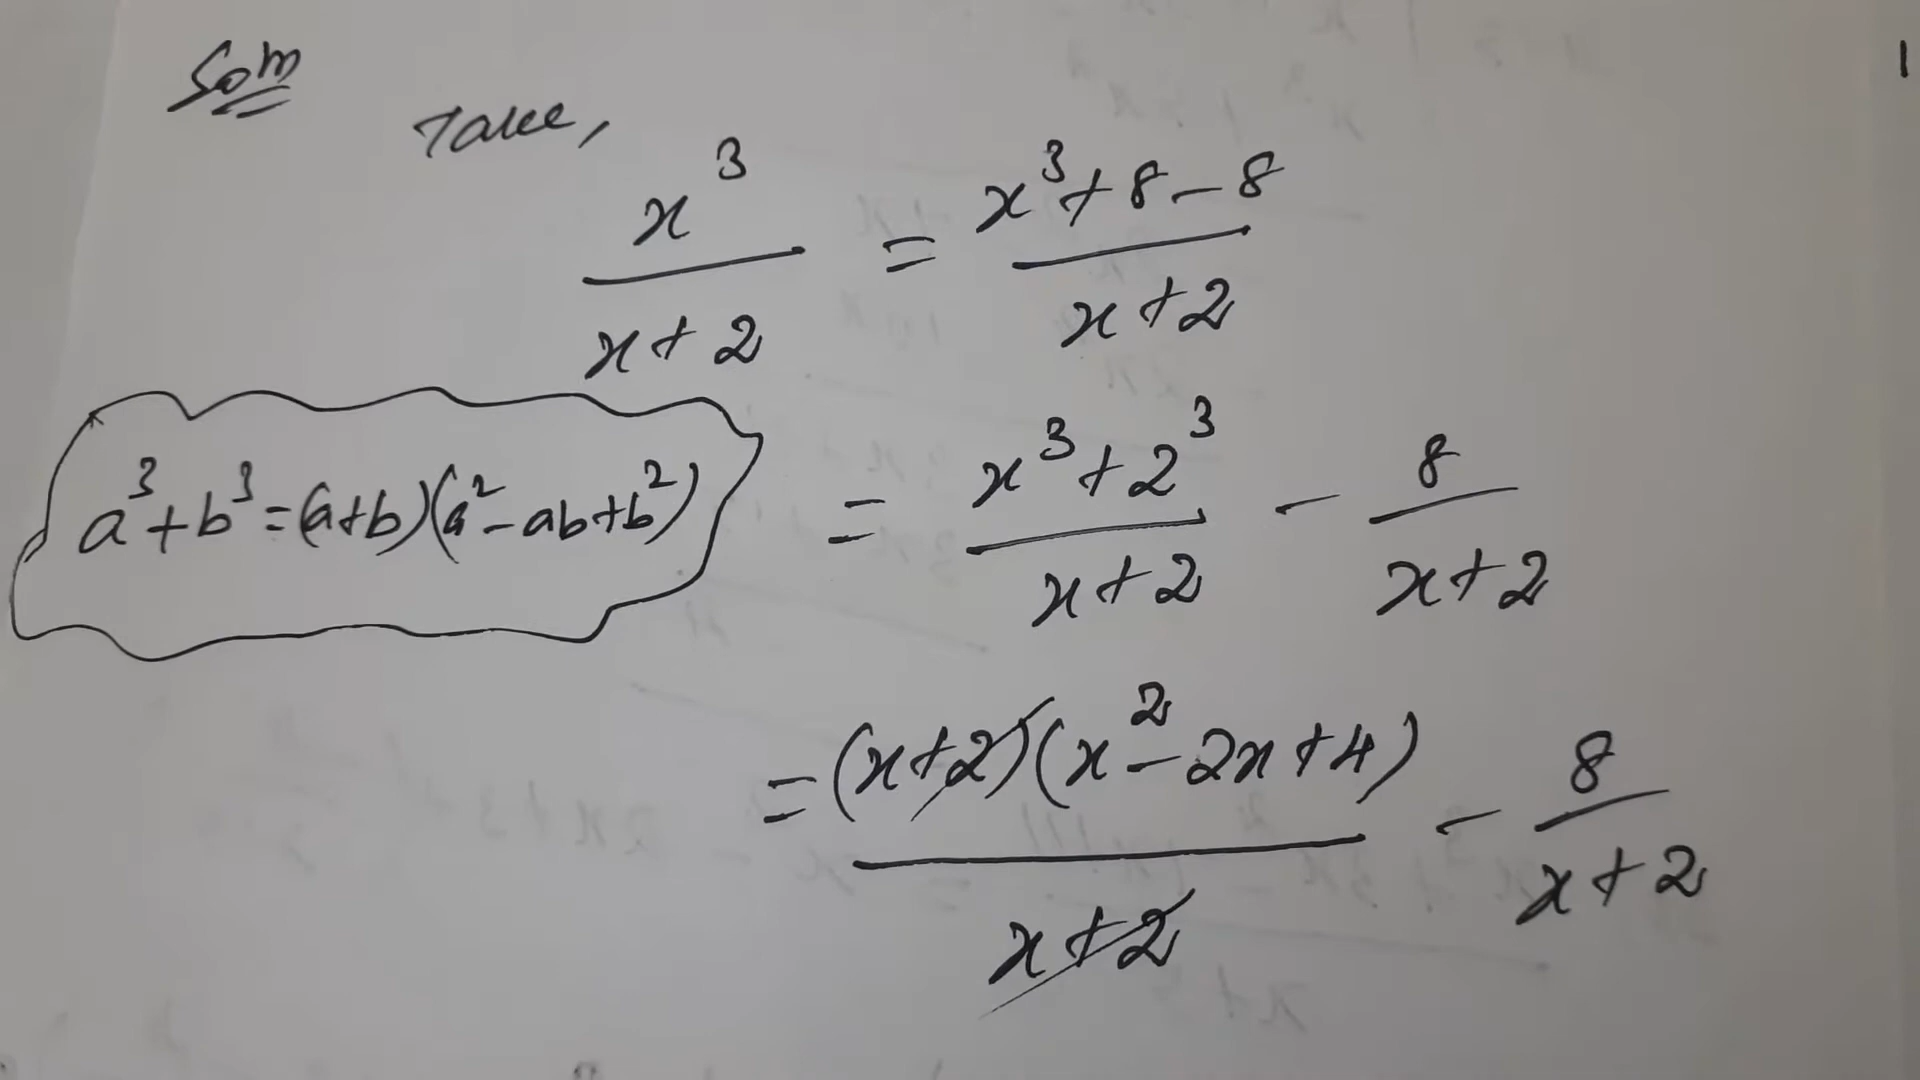 Soln
Take,
x³/(x+2) = (x³+8-8)/(x+2)
a³+b³=(a+b)(a²-ab+b²)
= (x³+2³)/(x+2) - 8/(x+2)
= (x+2)(x²-2x+4)/(x+2) - 8/(x+2)